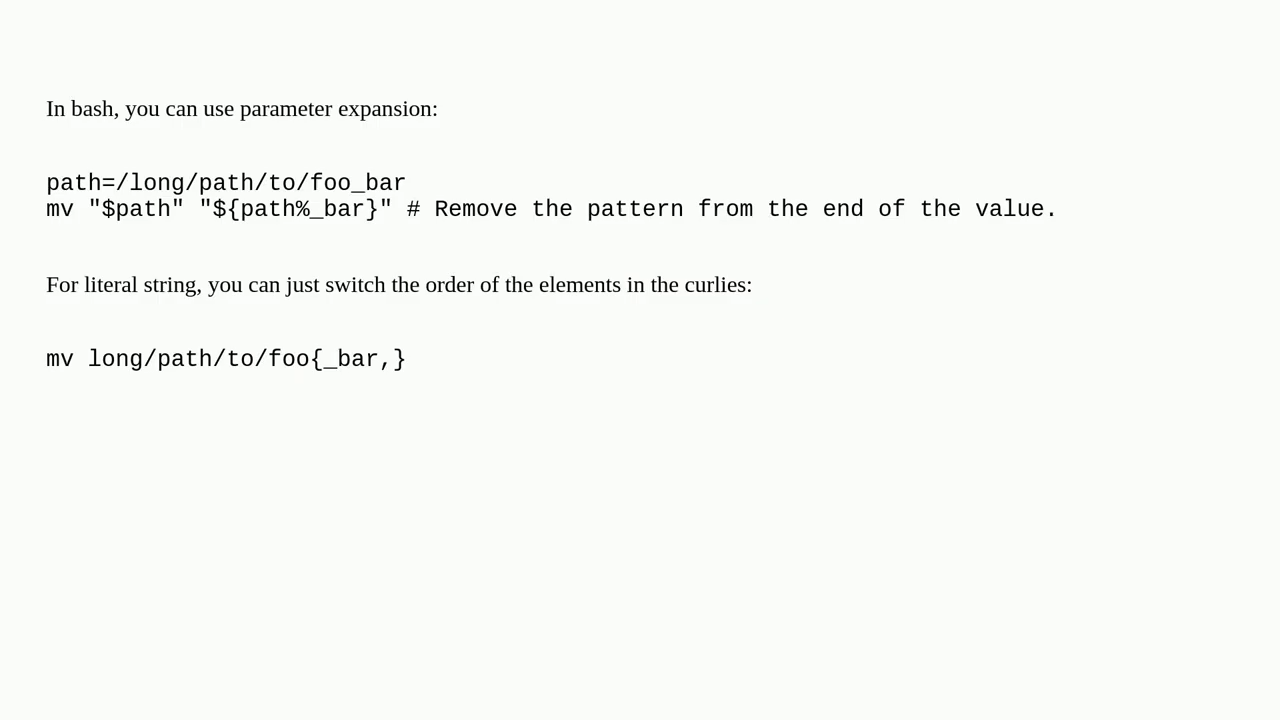 In bash, you can use parameter expansion:
path=/long/path/to/foo_bar
mv "$path" "${path%_bar}" # Remove the pattern from the end of the value.
For literal string, you can just switch the order of the elements in the curlies:
mv long/path/to/foo{_bar,}